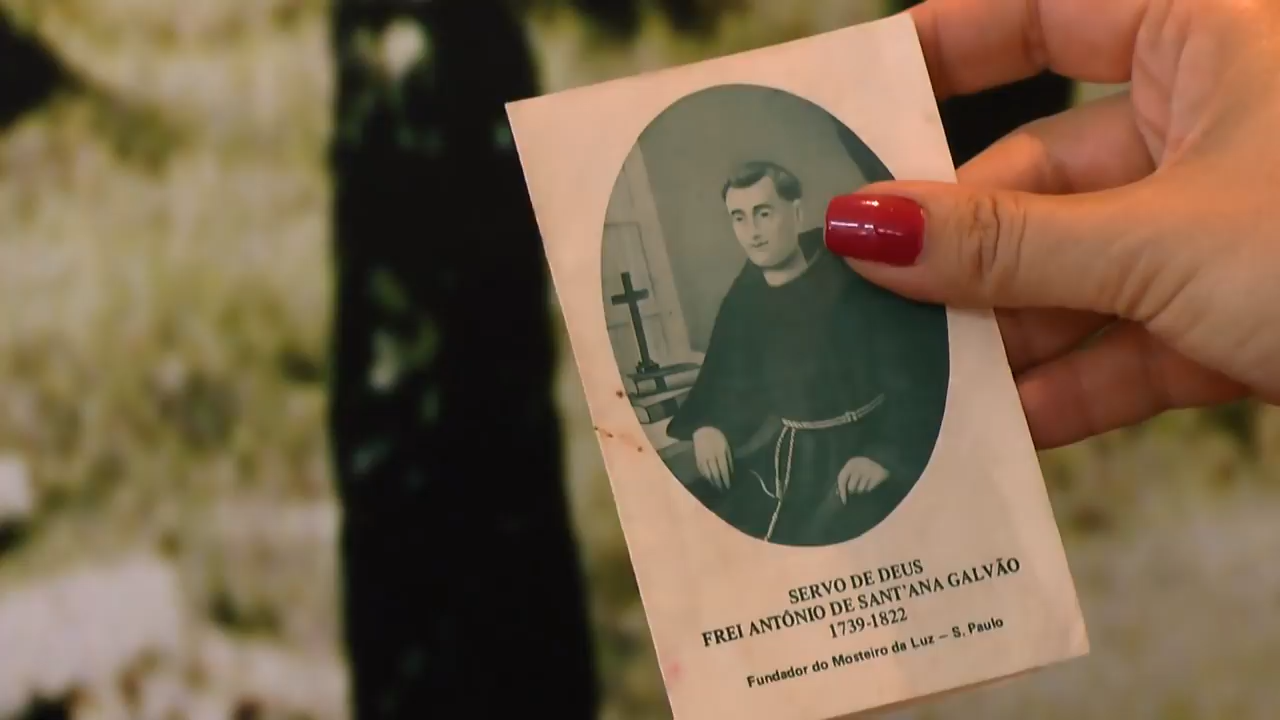 SERVO DE DEUS
FREI ANTÔNIO DE SANT'ANA GALVÃO
1739-1822
Fundador do Mosteiro da Luz – S. Paulo